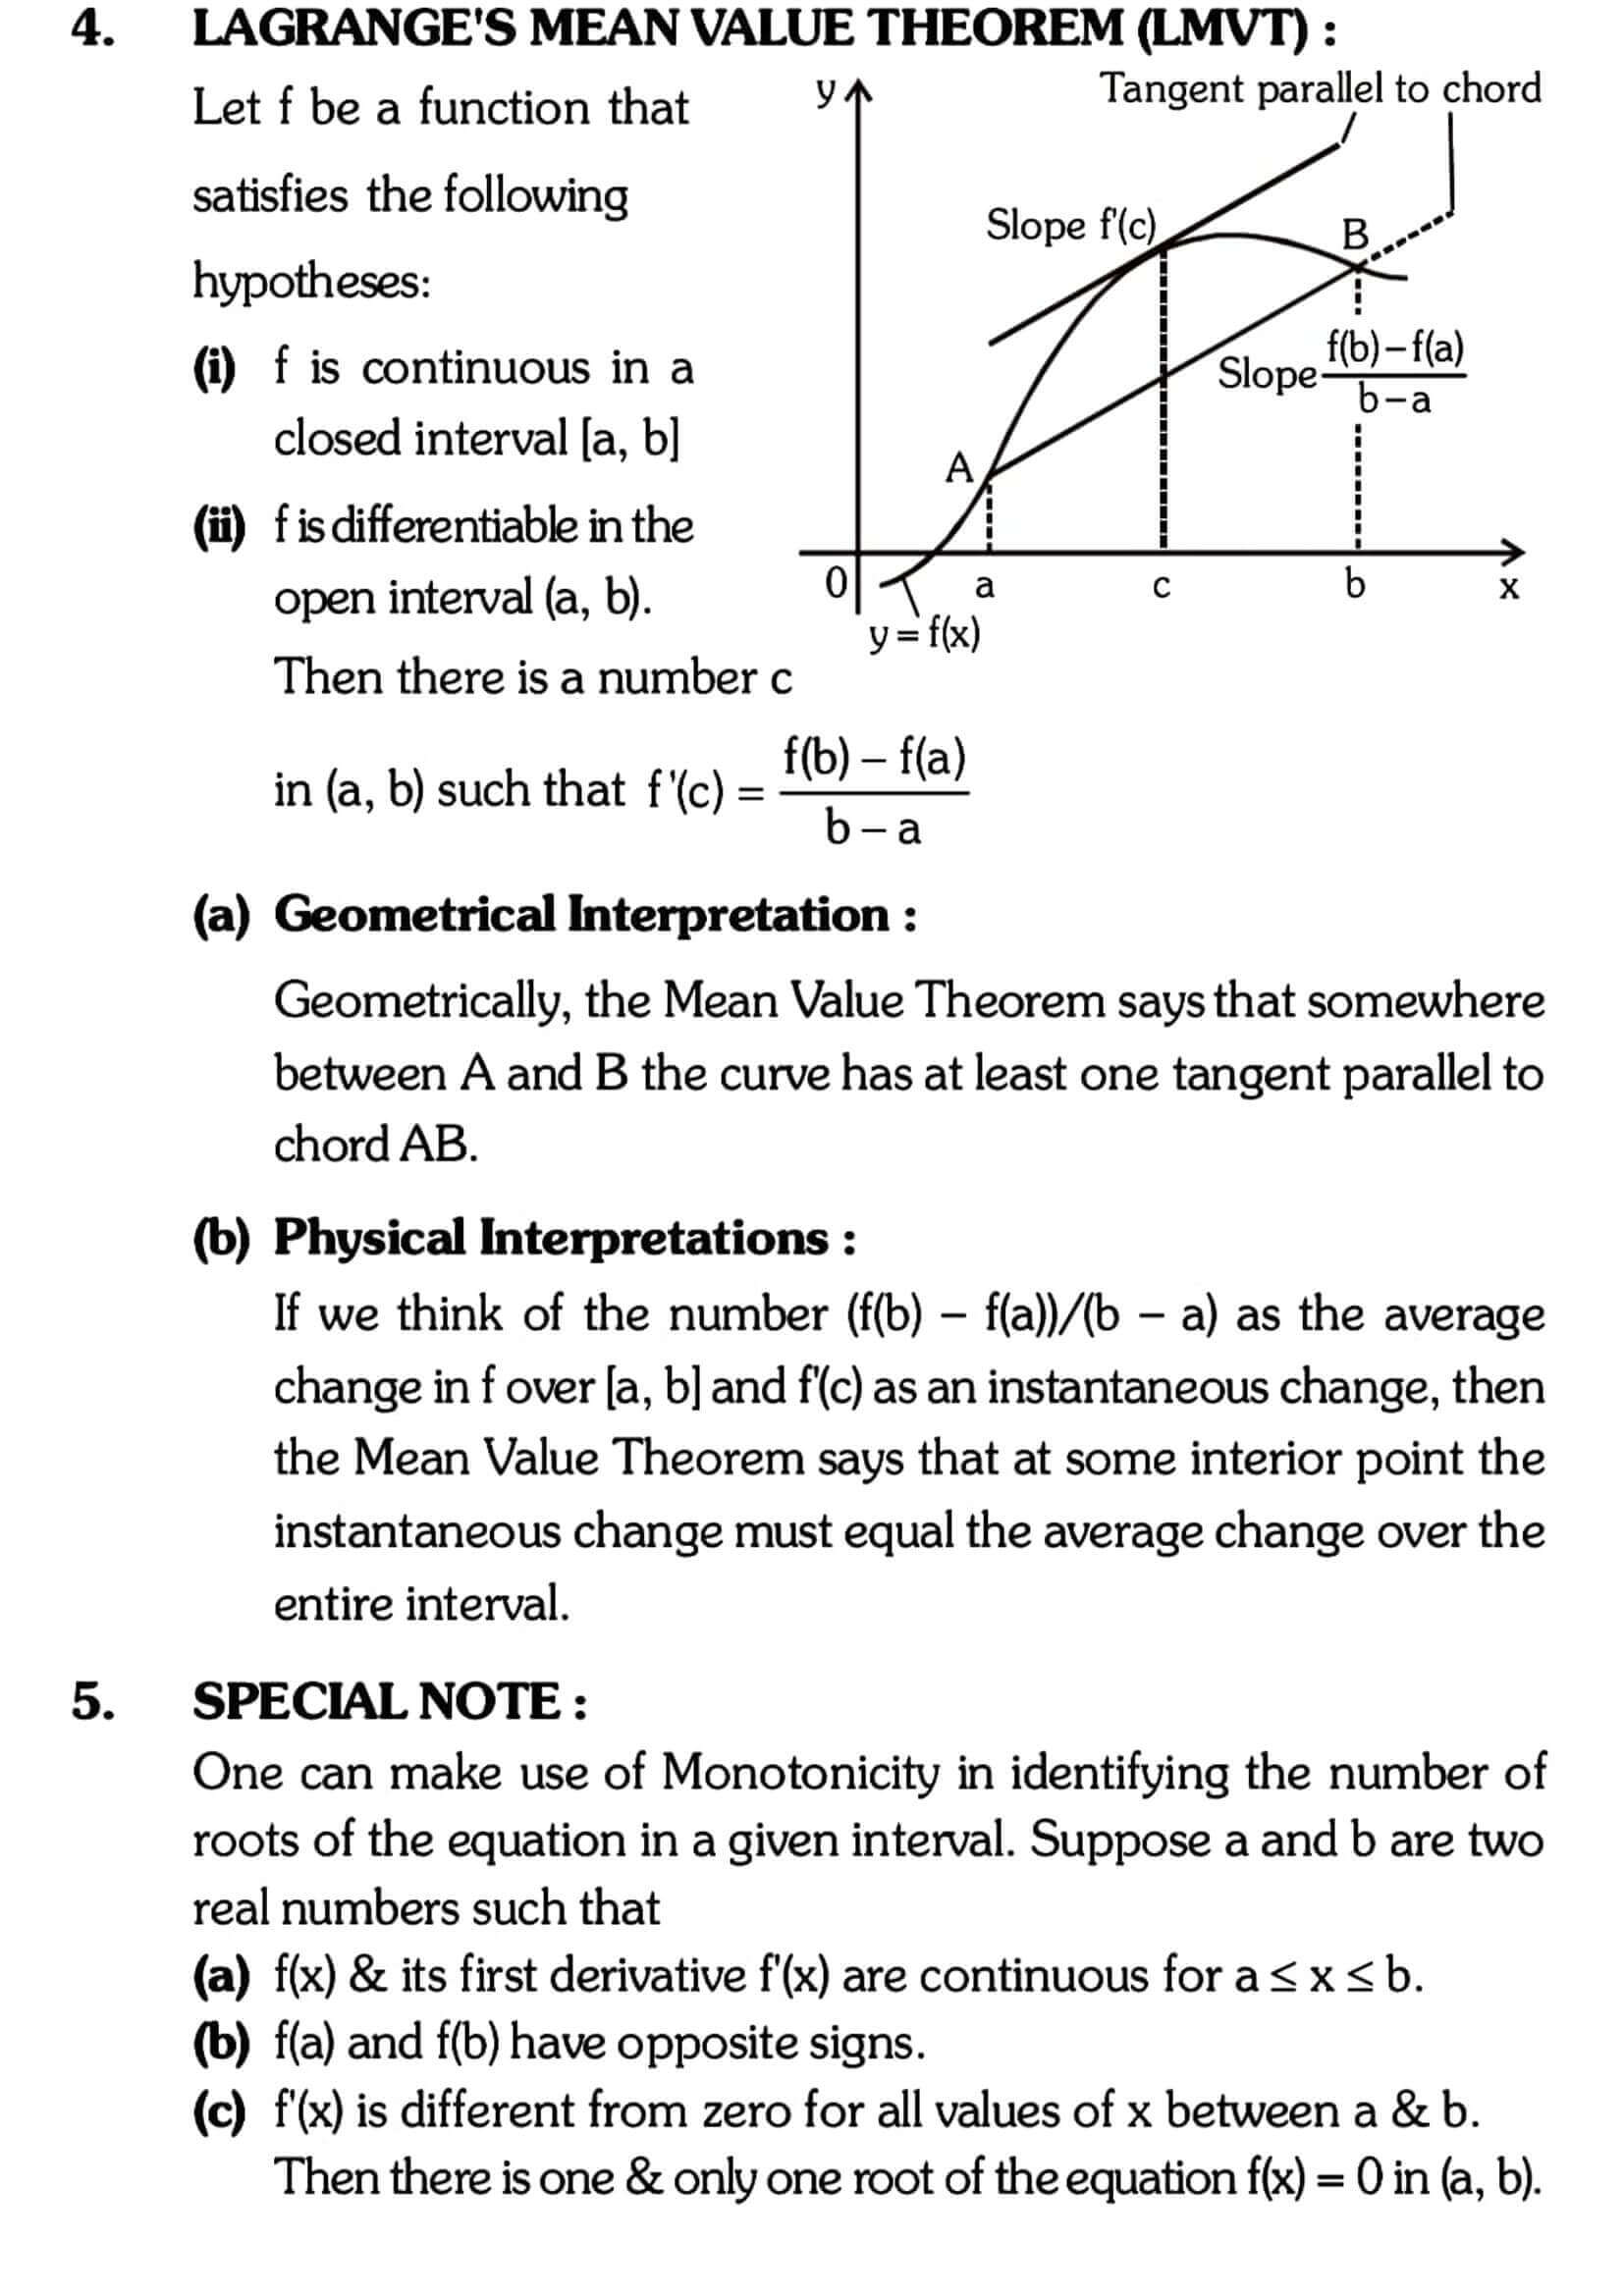 4. LAGRANGE'S MEAN VALUE THEOREM (LMVT) :
Let f be a function that
satisfies the following
hypotheses:
(i) f is continuous in a
closed interval [a, b]
(ii) f is differentiable in the
open interval (a, b).
Then there is a number c
in (a, b) such that f '(c) = f(b) – f(a) / b – a
y
Tangent parallel to chord
Slope f'(c)
B
Slope f(b)–f(a) / b–a
A
0 a c b x
y = f(x)
(a) Geometrical Interpretation :
Geometrically, the Mean Value Theorem says that somewhere
between A and B the curve has at least one tangent parallel to
chord AB.
(b) Physical Interpretations :
If we think of the number (f(b) – f(a))/(b – a) as the average
change in f over [a, b] and f'(c) as an instantaneous change, then
the Mean Value Theorem says that at some interior point the
instantaneous change must equal the average change over the
entire interval.
5. SPECIAL NOTE :
One can make use of Monotonicity in identifying the number of
roots of the equation in a given interval. Suppose a and b are two
real numbers such that
(a) f(x) & its first derivative f'(x) are continuous for a ≤ x ≤ b.
(b) f(a) and f(b) have opposite signs.
(c) f'(x) is different from zero for all values of x between a & b.
Then there is one & only one root of the equation f(x) = 0 in (a, b).